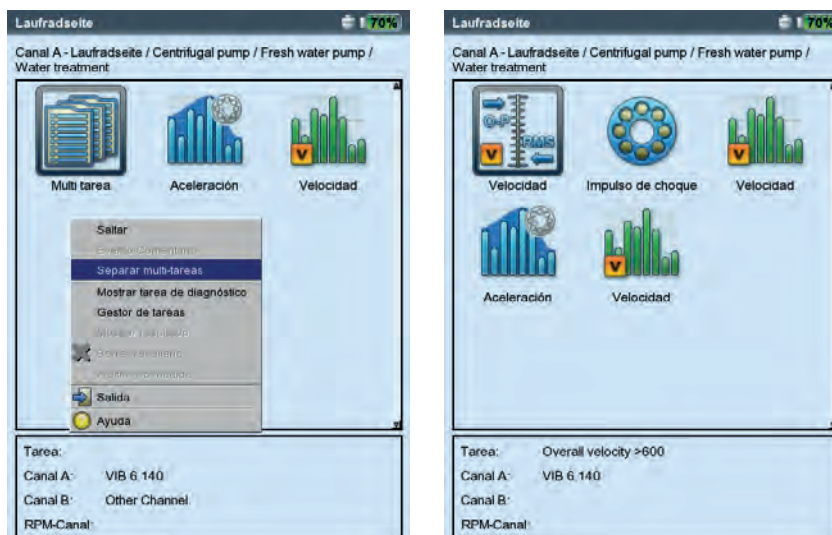 Laufradseite
70%
Canal A - Laufradseite / Centrifugal pump / Fresh water pump /
Water treatment
Multi tarea
Aceleración
Velocidad
Saltar
Separar multi-tareas
Mostrar tarea de diagnóstico
Gestor de tareas
Salida
Ayuda
Tarea:
Canal A: VIB 6.140
Canal B: Other Channel
RPM-Canal:
Laufradseite
70%
Canal A - Laufradseite / Centrifugal pump / Fresh water pump /
Water treatment
O-P
RMS
V
Velocidad
Impulso de choque
V
Velocidad
Aceleración
V
Velocidad
Tarea: Overall velocity >600
Canal A: VIB 6.140
Canal B:
RPM-Canal: